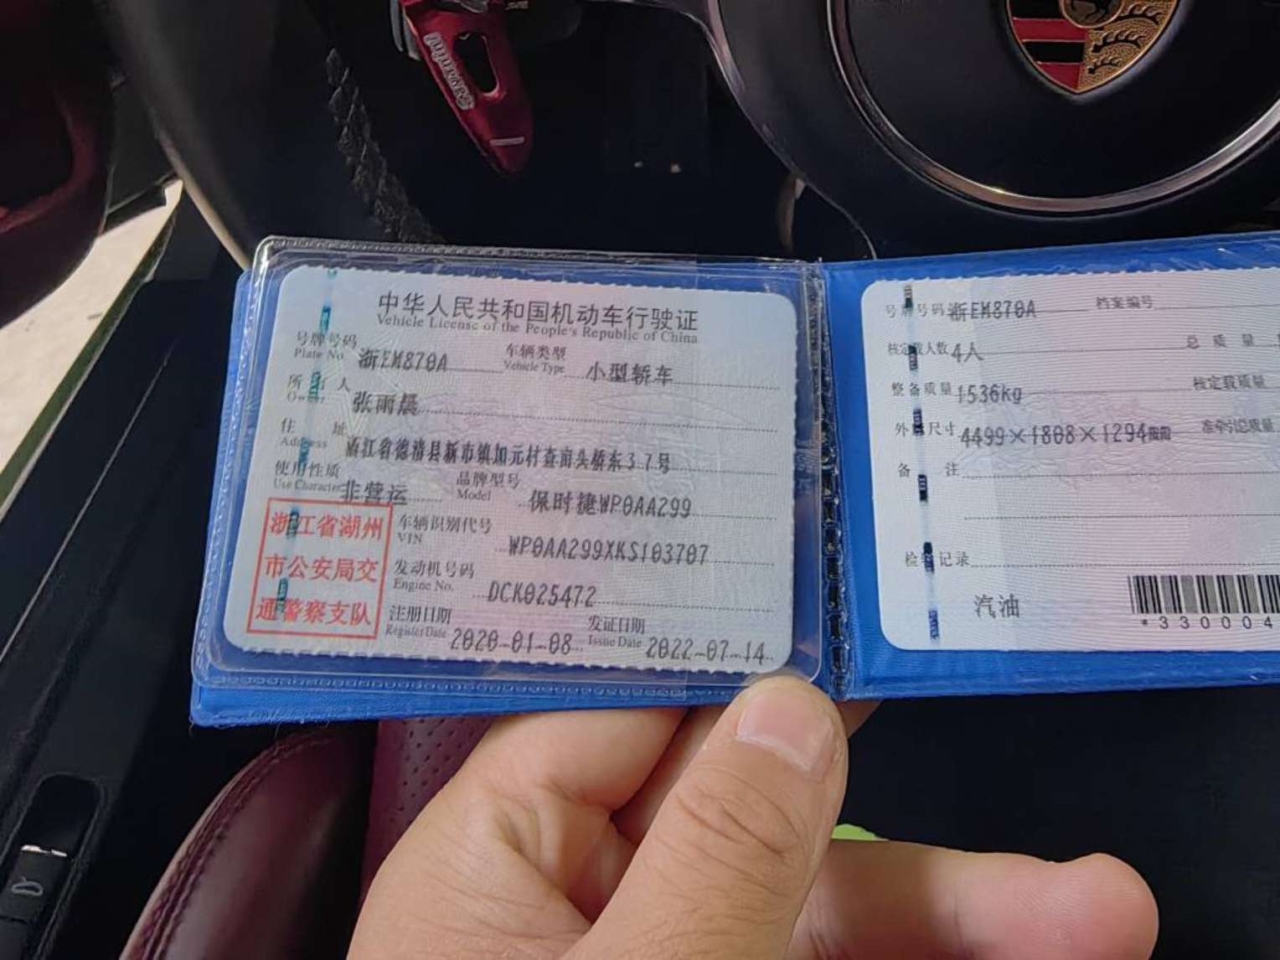 中华人民共和国机动车行驶证
Vehicle License of the People's Republic of China
号牌号码 浙EM870A 车辆类型 小型轿车
Plate No. Vehicle Type
所有人 张雨晨
Owner
住址 浙江省德清县新市镇加元村查亩头桥东37号
Address
使用性质 非营运 品牌型号 保时捷WP0AA299
Use Character Model
车辆识别代号 WP0AA299XKS103707
VIN
发动机号码 DCK025472
Engine No.
注册日期 2020-01-08 发证日期 2022-07-14
Register Date Issue Date
浙江省湖州
市公安局交
通警察支队
号牌号码 浙EM870A 档案编号
核定载人数 4人 总质量
整备质量 1536kg 核定载质量
外廓尺寸 4499×1808×1294mm 准牵引总质量
备注
检验记录
汽油
*330004